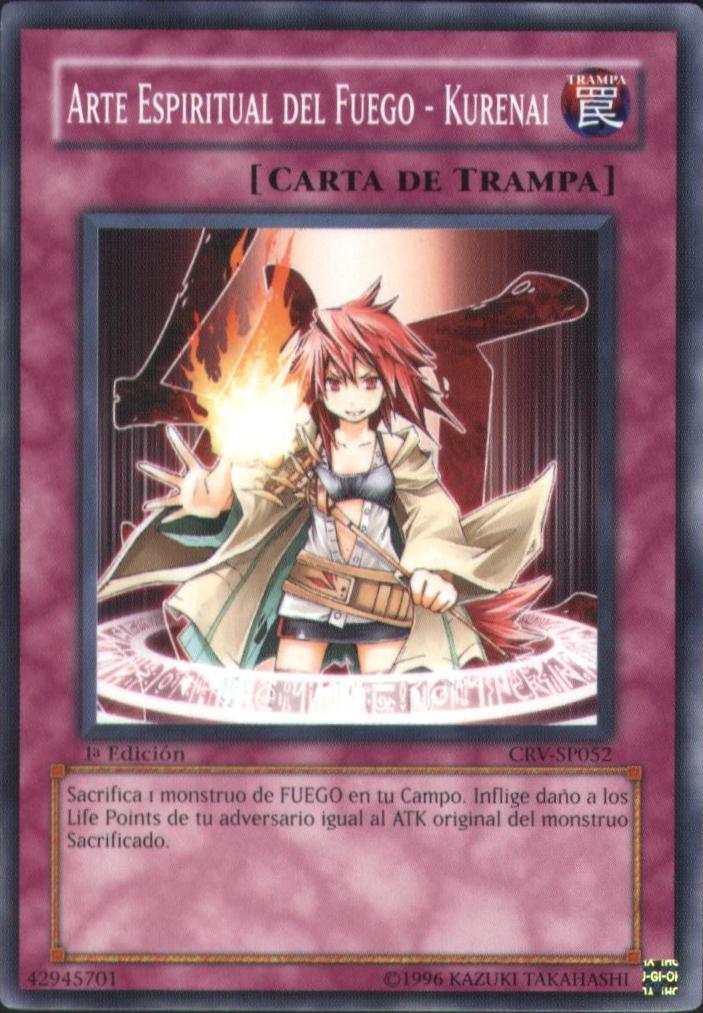 ARTE ESPIRITUAL DEL FUEGO - KURENAI
TRAMPA
罠
[CARTA DE TRAMPA]
1ª Edición
CRV-SP052
Sacrifica 1 monstruo de FUEGO en tu Campo. Inflige daño a los
Life Points de tu adversario igual al ATK original del monstruo
Sacrificado.
42945701
©1996 KAZUKI TAKAHASHI